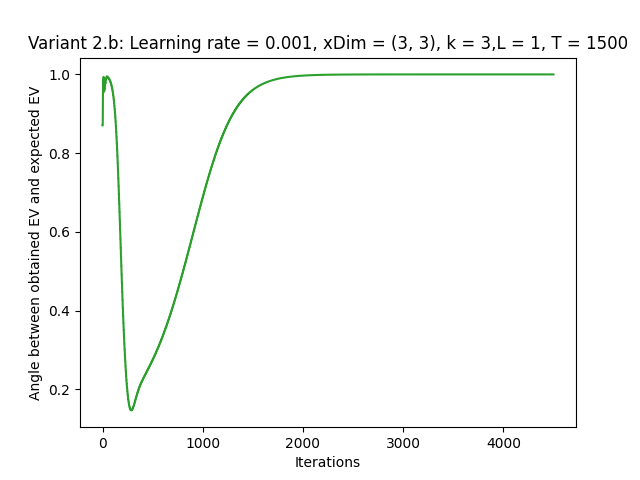 Variant 2.b: Learning rate = 0.001, xDim = (3, 3), k = 3,L = 1, T = 1500
Angle between obtained EV and expected EV
1.0
0.8
0.6
0.4
0.2
0 1000 2000 3000 4000
Iterations